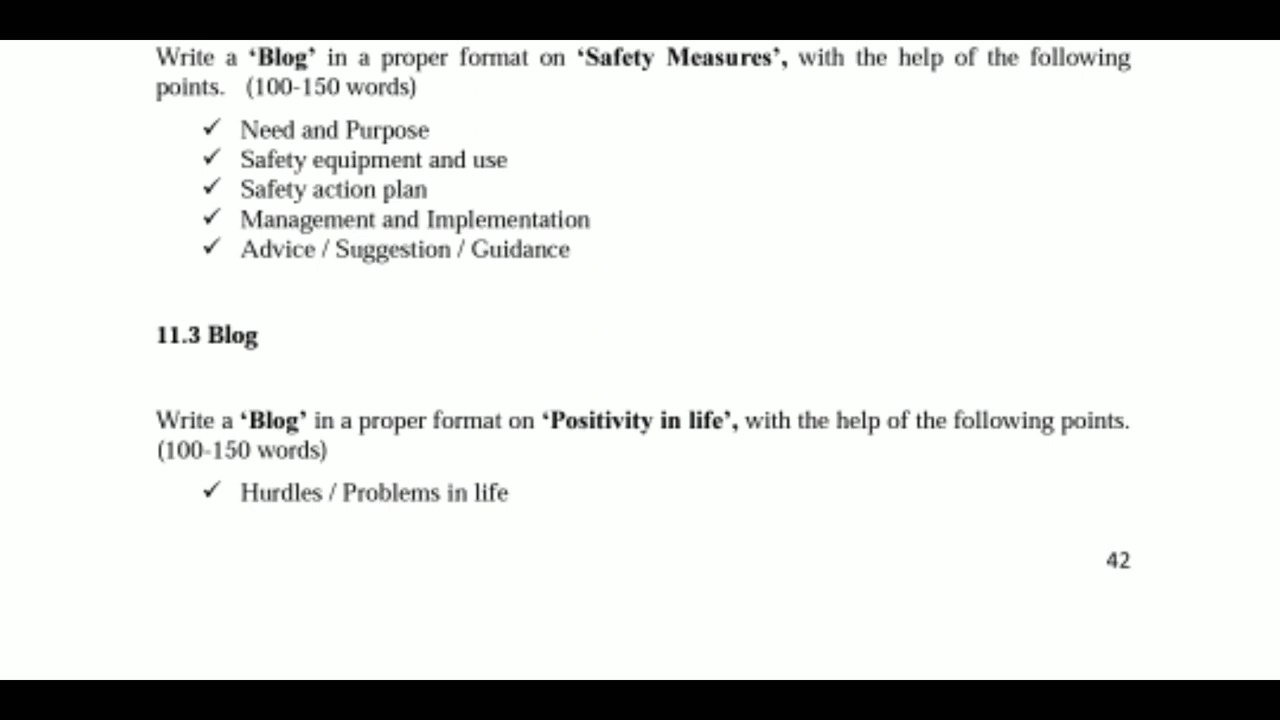 Write a ‘Blog’ in a proper format on ‘Safety Measures’, with the help of the following
points. (100-150 words)
✓ Need and Purpose
✓ Safety equipment and use
✓ Safety action plan
✓ Management and Implementation
✓ Advice / Suggestion / Guidance
11.3 Blog
Write a ‘Blog’ in a proper format on ‘Positivity in life’, with the help of the following points.
(100-150 words)
✓ Hurdles / Problems in life
42